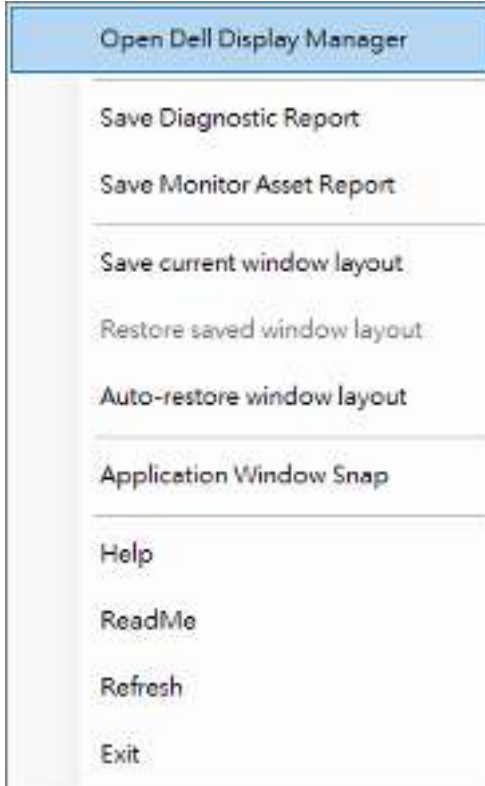 Open Dell Display Manager
Save Diagnostic Report
Save Monitor Asset Report
Save current window layout
Restore saved window layout
Auto-restore window layout
Application Window Snap
Help
ReadMe
Refresh
Exit